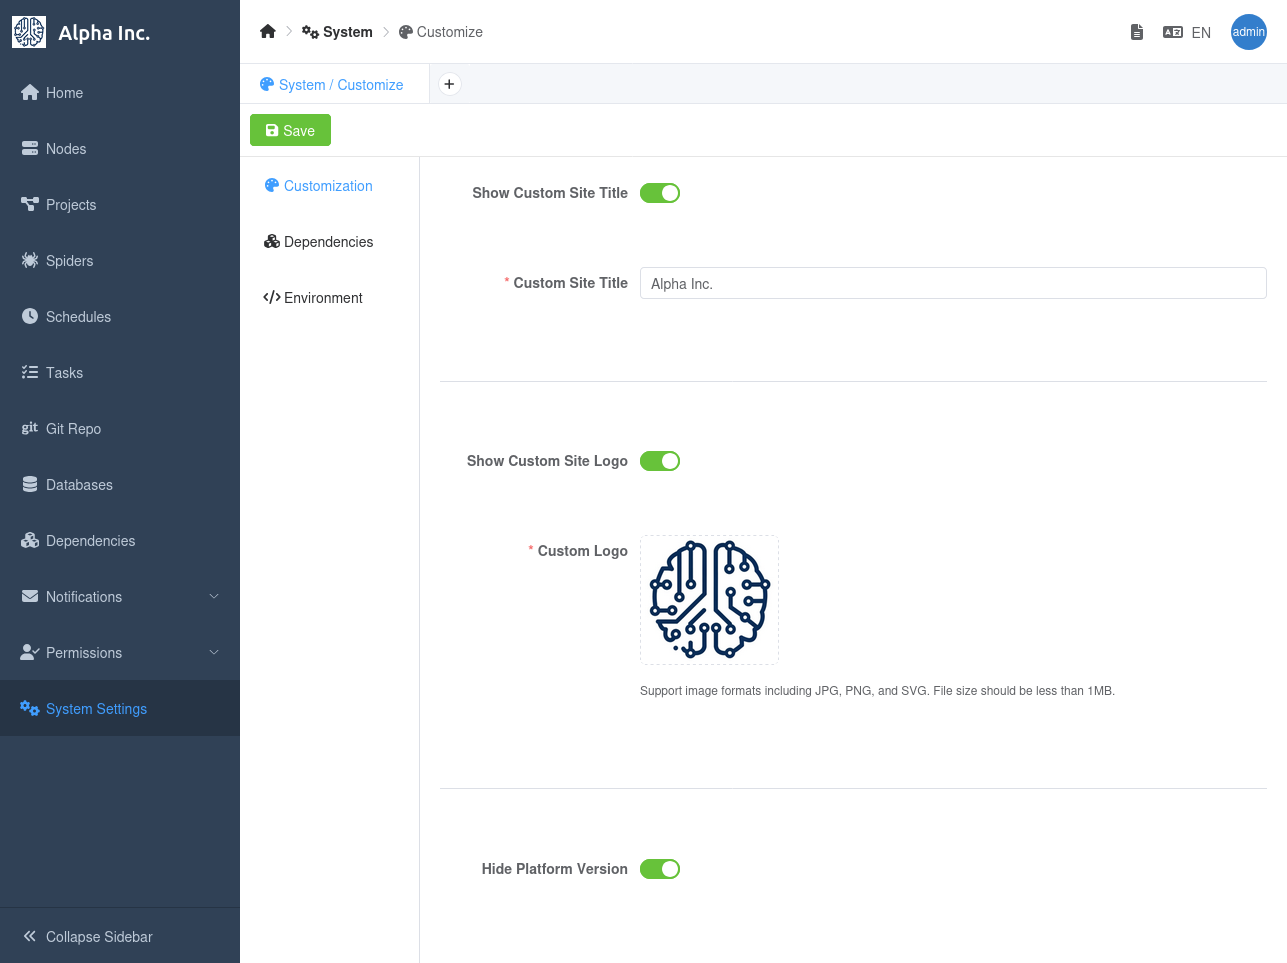 Alpha Inc.
System
Customize
EN
admin
Home
Nodes
Projects
Spiders
Schedules
Tasks
git Git Repo
Databases
Dependencies
Notifications
Permissions
System Settings
Collapse Sidebar
System / Customize
Save
Customization
Dependencies
Environment
Show Custom Site Title
* Custom Site Title
Alpha Inc.
Show Custom Site Logo
* Custom Logo
Support image formats including JPG, PNG, and SVG. File size should be less than 1MB.
Hide Platform Version